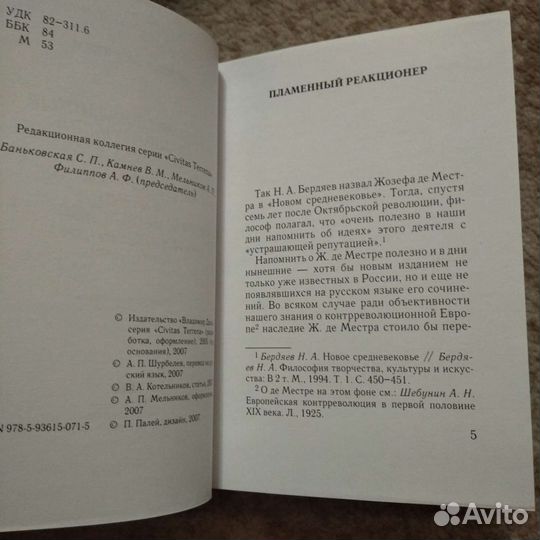 УДК 82–311.6
ББК 84
М 53
Редакционная коллегия серии «Civitas Terrena»
Баньковская С. П., Камнев В. М., Мельников А. П.
Филиппов А. Ф. (председатель)
© Издательство «Владимир
серия «Civitas Terrena»
ботка, оформление), 2005
основания), 2007
© А. П. Шурбелев, перевод на
ский язык, 2007
© В. А. Котельников, статья, 2007
© А. П. Мельников, оформление
2007
© П. Палей, дизайн, 2007
N 978-5-93615-071-5
ПЛАМЕННЫЙ РЕАКЦИОНЕР
Так Н. А. Бердяев назвал Жозефа де Мест-
ра в «Новом средневековье». Тогда, спустя
семь лет после Октябрьской революции, фи-
лософ полагал, что «очень полезно в наши
дни напомнить об идеях» этого деятеля с
«устрашающей репутацией».1
Напомнить о Ж. де Местре полезно и в дни
нынешние — хотя бы новым изданием не
только уже известных в России, но и еще не
появлявшихся на русском языке его сочине-
ний. Во всяком случае ради объективности
нашего знания о контрреволюционной Евро-
пе2 наследие Ж. де Местра стоило бы пере-
1 Бердяев Н. А. Новое средневековье // Бердя-
ев Н. А. Философия творчества, культуры и искус-
ства: В 2 т. М., 1994. Т. 1. С. 450—451.
2 О де Местре на этом фоне см.: Шебунин А. Н.
Европейская контрреволюция в первой половине
XIX века. Л., 1925.
5
Avito